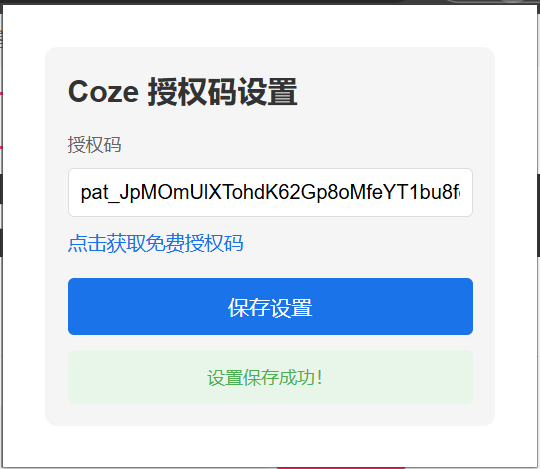 Coze 授权码设置
授权码
pat_JpMOmUlXTohdK62Gp8oMfeYT1bu8f
点击获取免费授权码
保存设置
设置保存成功！